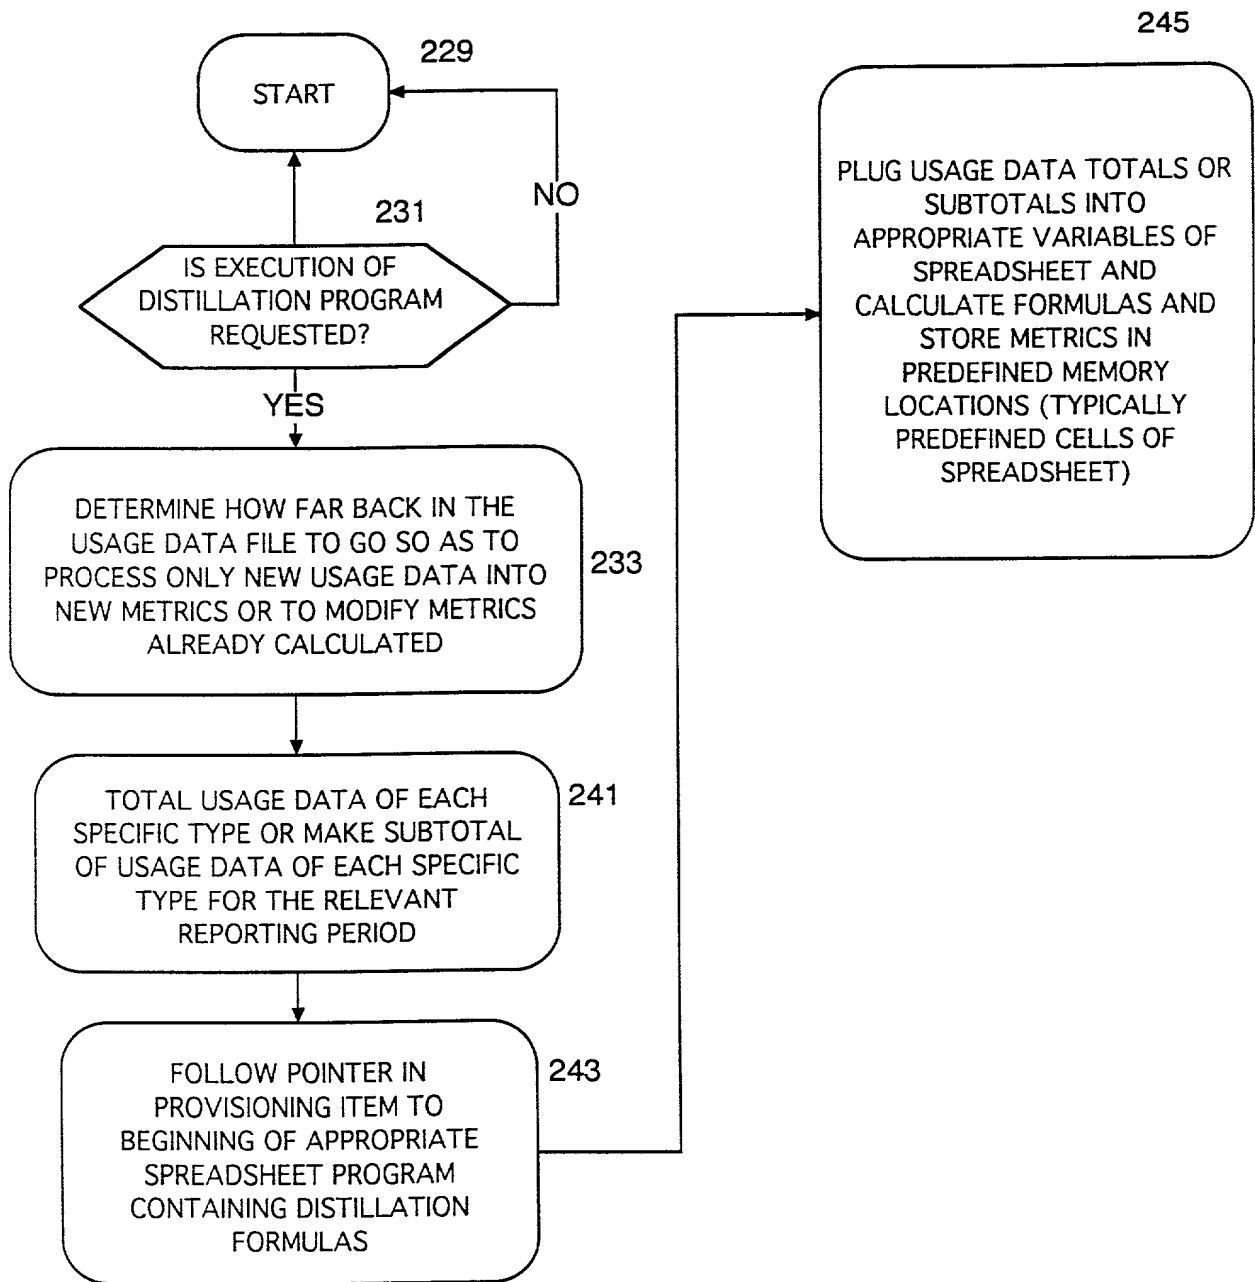 229
START
NO
231
IS EXECUTION OF
DISTILLATION PROGRAM
REQUESTED?
YES
DETERMINE HOW FAR BACK IN THE
USAGE DATA FILE TO GO SO AS TO
PROCESS ONLY NEW USAGE DATA INTO
NEW METRICS OR TO MODIFY METRICS
ALREADY CALCULATED
233
TOTAL USAGE DATA OF EACH
SPECIFIC TYPE OR MAKE SUBTOTAL
OF USAGE DATA OF EACH SPECIFIC
TYPE FOR THE RELEVANT
REPORTING PERIOD
241
FOLLOW POINTER IN
PROVISIONING ITEM TO
BEGINNING OF APPROPRIATE
SPREADSHEET PROGRAM
CONTAINING DISTILLATION
FORMULAS
243
245
PLUG USAGE DATA TOTALS OR
SUBTOTALS INTO
APPROPRIATE VARIABLES OF
SPREADSHEET AND
CALCULATE FORMULAS AND
STORE METRICS IN
PREDEFINED MEMORY
LOCATIONS (TYPICALLY
PREDEFINED CELLS OF
SPREADSHEET)